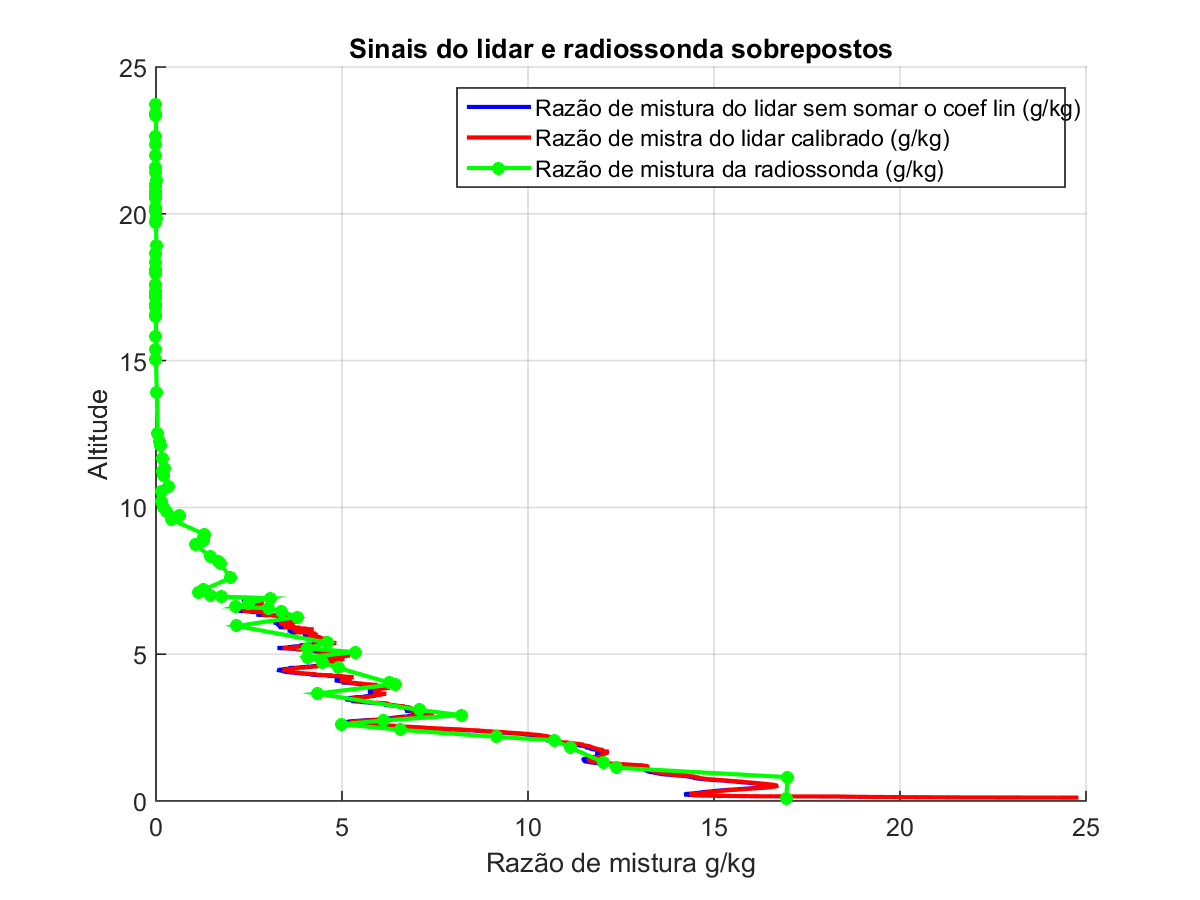 Sinais do lidar e radiossonda sobrepostos
25
Razão de mistura do lidar sem somar o coef lin (g/kg)
Razão de mistra do lidar calibrado (g/kg)
Razão de mistura da radiossonda (g/kg)
20
15
Altitude
10
5
0
0 5 10 15 20 25
Razão de mistura g/kg